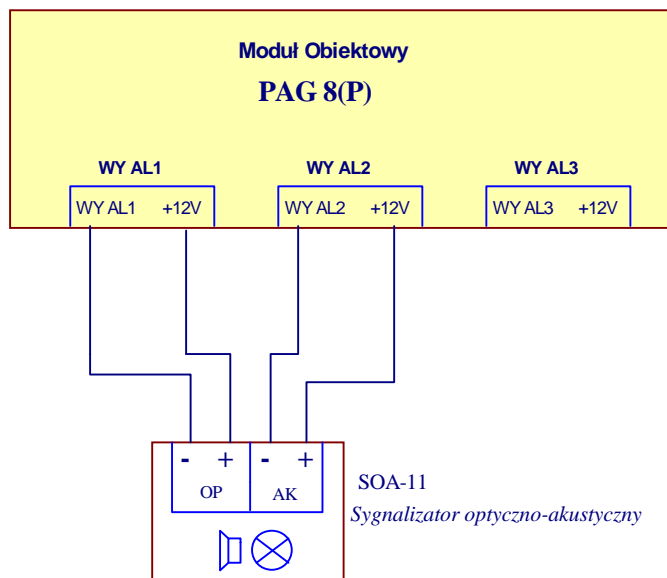 Moduł Obiektowy
PAG 8(P)
WY AL1 WY AL2 WY AL3
WY AL1 +12V WY AL2 +12V WY AL3 +12V
- + - +
OP AK
SOA-11
Sygnalizator optyczno-akustyczny